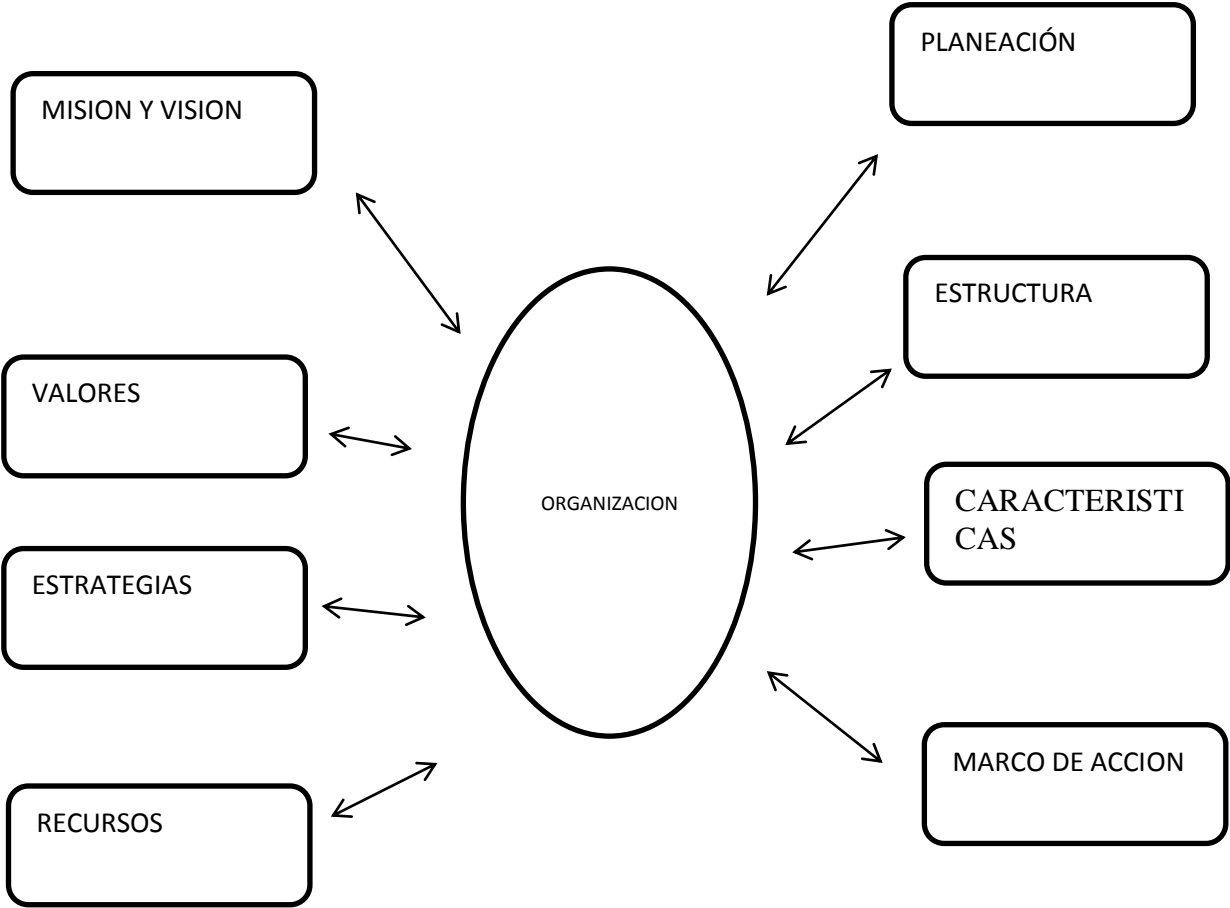 PLANEACIÓN
MISION Y VISION
ESTRUCTURA
VALORES
CARACTERISTI
CAS
ORGANIZACION
ESTRATEGIAS
MARCO DE ACCION
RECURSOS